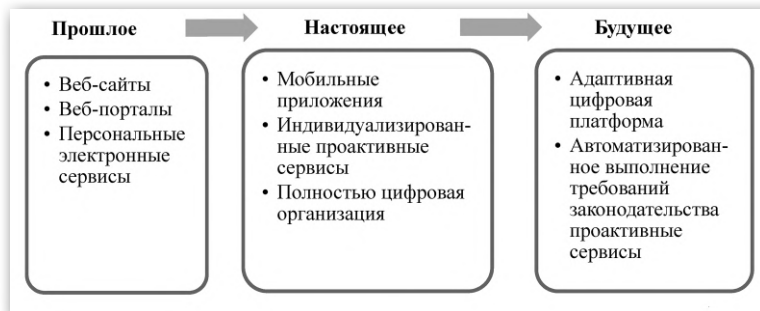 Прошлое
Настоящее
Будущее
• Веб-сайты
• Веб-порталы
• Персональные
электронные
сервисы
• Мобильные
приложения
• Индивидуализирован-
ные проактивные
сервисы
• Полностью цифровая
организация
• Адаптивная
цифровая
платформа
• Автоматизирован-
ное выполнение
требований
законодательства
проактивные
сервисы